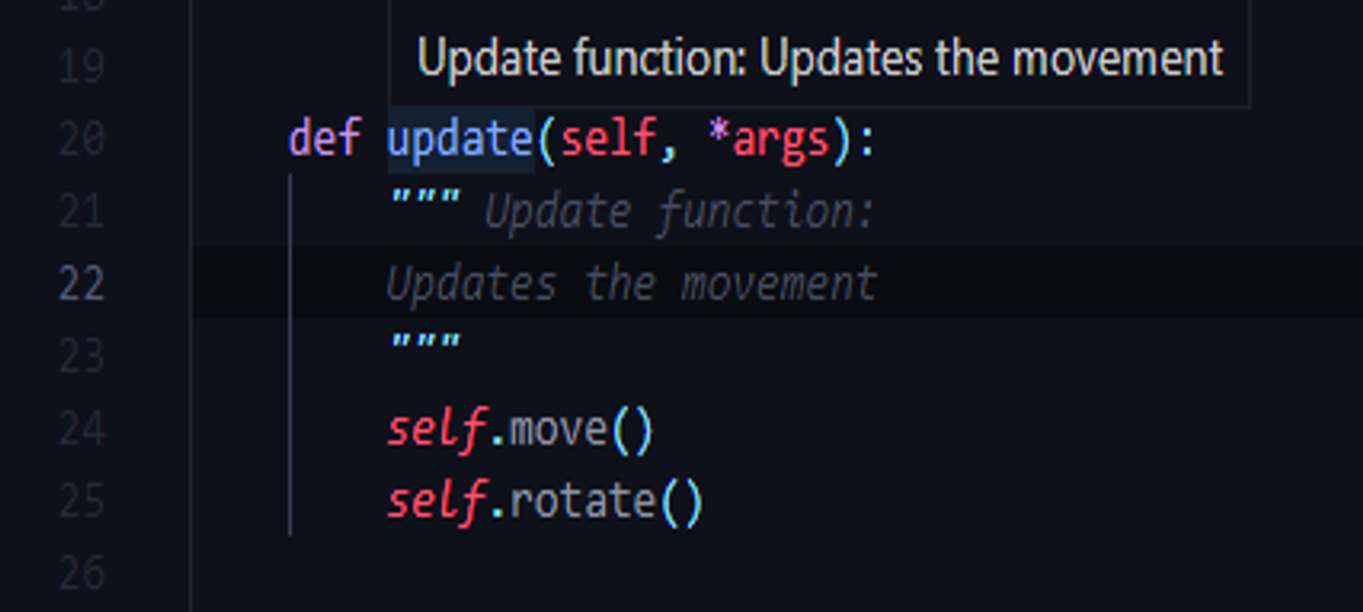 18
19
Update function: Updates the movement
20 def update(self, *args):
21 """ Update function:
22 Updates the movement
23 """
24 self.move()
25 self.rotate()
26